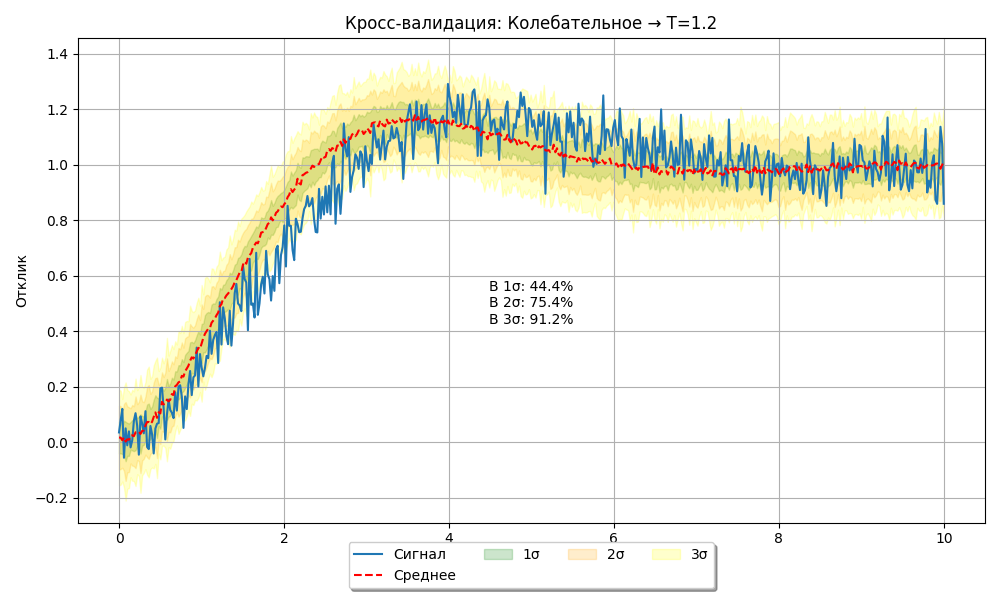 Кросс-валидация: Колебательное → T=1.2
1.4
1.2
1.0
0.8
0.6
0.4
0.2
0.0
−0.2
Отклик
В 1σ: 44.4%
В 2σ: 75.4%
В 3σ: 91.2%
0 2 4 6 8 10
Сигнал 1σ 2σ 3σ
Среднее